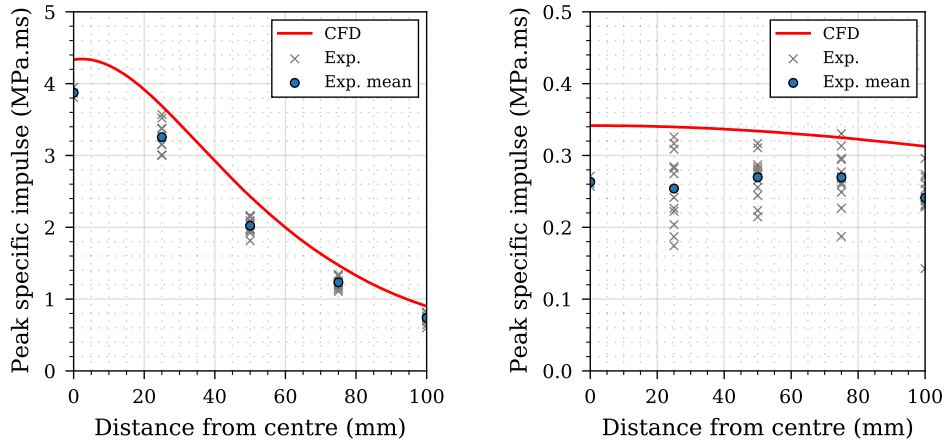 Peak specific impulse (MPa.ms)
5
4
3
2
1
0
0 20 40 60 80 100
Distance from centre (mm)
CFD
Exp.
Exp. mean
Peak specific impulse (MPa.ms)
0.5
0.4
0.3
0.2
0.1
0.0
0 20 40 60 80 100
Distance from centre (mm)
CFD
Exp.
Exp. mean